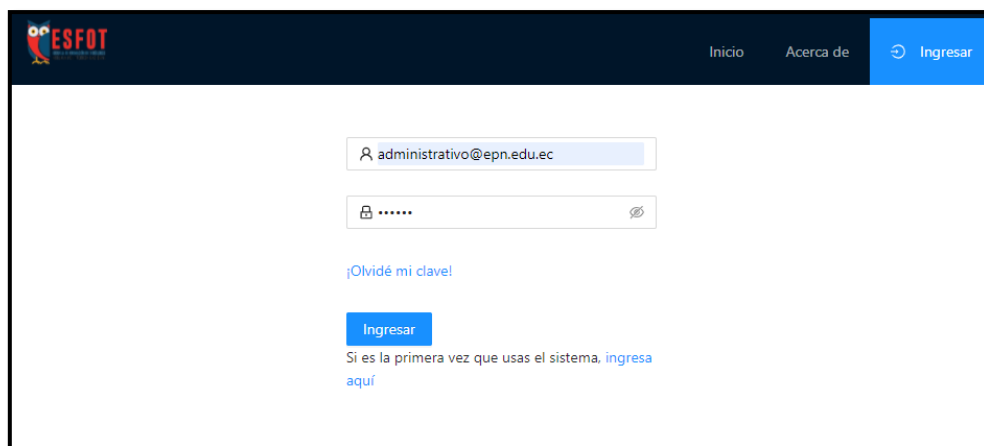 ESFOT
Inicio
Acerca de
Ingresar
administrativo@epn.edu.ec
••••••
¡Olvidé mi clave!
Ingresar
Si es la primera vez que usas el sistema, ingresa
aquí